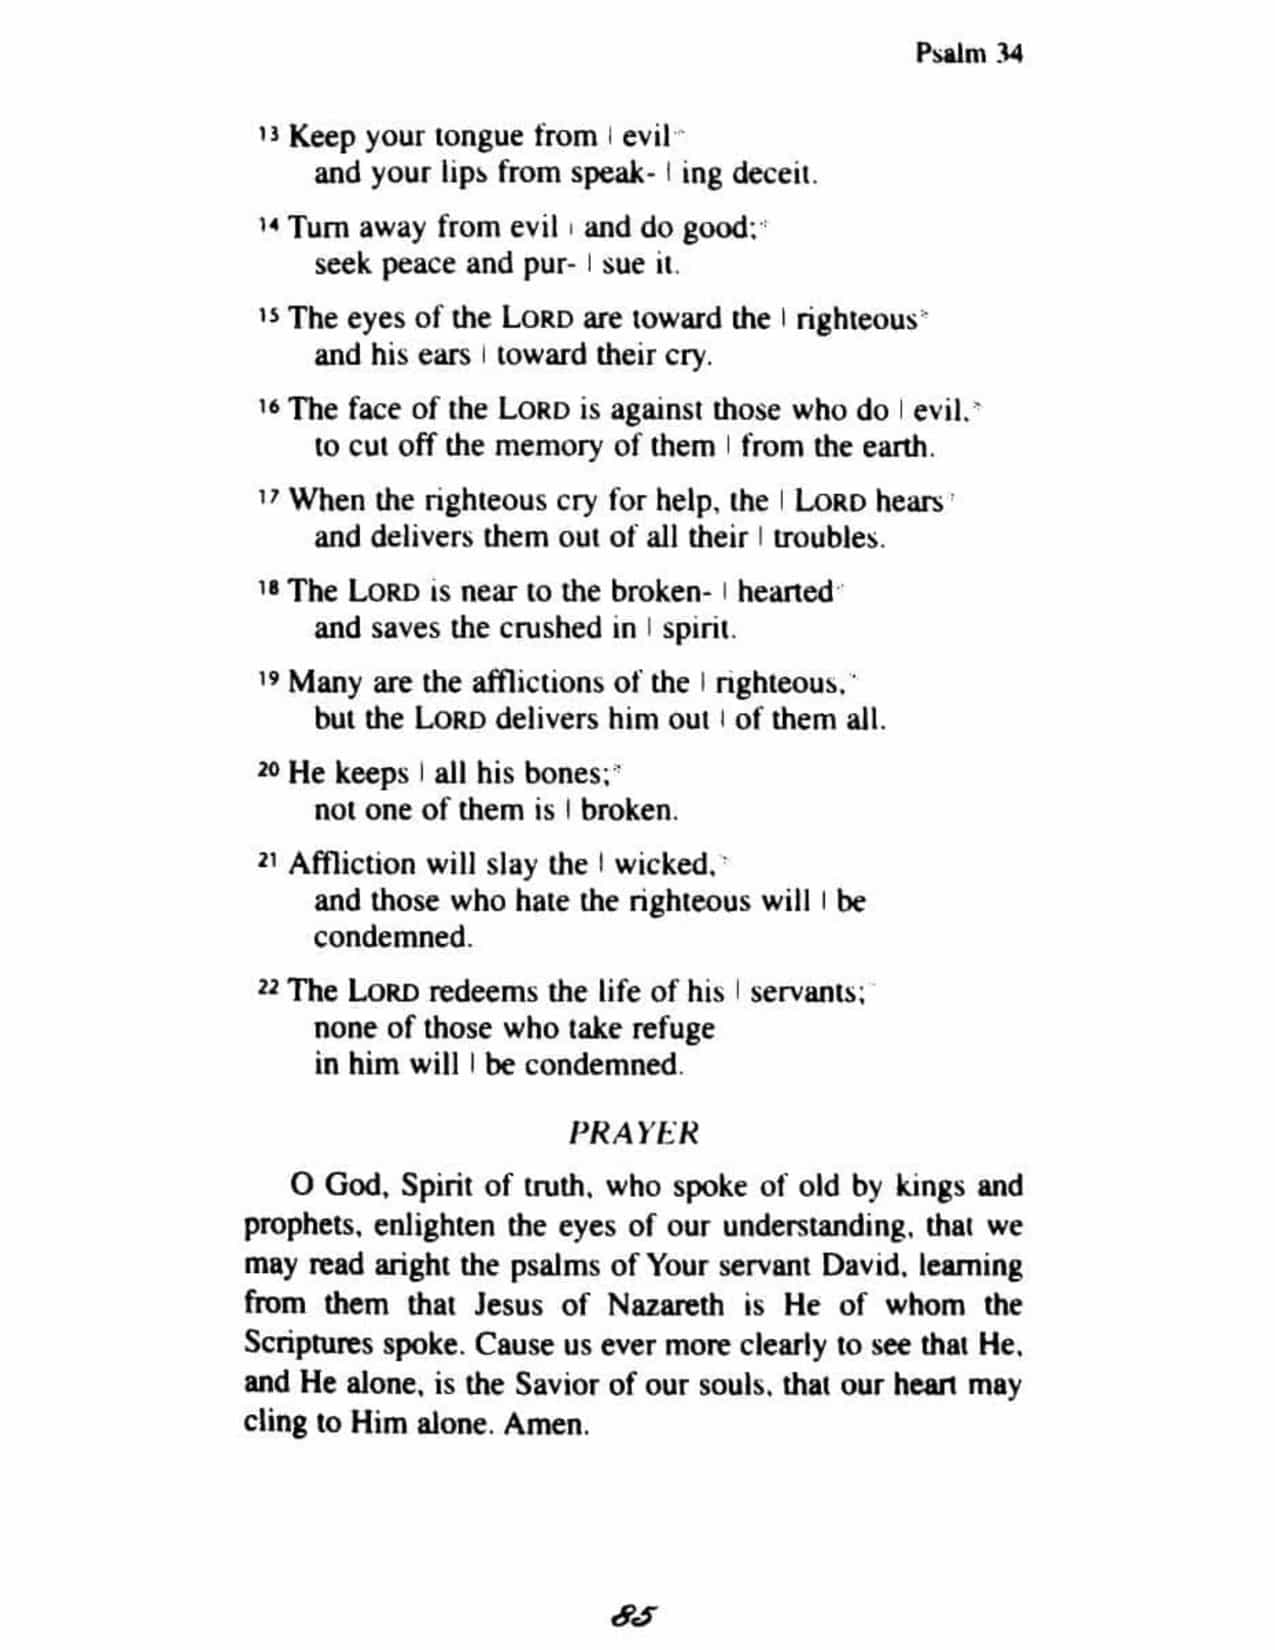 Psalm 34
13 Keep your tongue from | evil*
and your lips from speak- | ing deceit.
14 Turn away from evil | and do good;*
seek peace and pur- | sue it.
15 The eyes of the LORD are toward the | righteous*
and his ears | toward their cry.
16 The face of the LORD is against those who do | evil,*
to cut off the memory of them | from the earth.
17 When the righteous cry for help, the | LORD hears*
and delivers them out of all their | troubles.
18 The LORD is near to the broken- | hearted*
and saves the crushed in | spirit.
19 Many are the afflictions of the | righteous,*
but the LORD delivers him out | of them all.
20 He keeps | all his bones;*
not one of them is | broken.
21 Affliction will slay the | wicked,*
and those who hate the righteous will | be
condemned.
22 The LORD redeems the life of his | servants;*
none of those who take refuge
in him will | be condemned.
PRAYER
O God, Spirit of truth, who spoke of old by kings and
prophets, enlighten the eyes of our understanding, that we
may read aright the psalms of Your servant David, learning
from them that Jesus of Nazareth is He of whom the
Scriptures spoke. Cause us ever more clearly to see that He,
and He alone, is the Savior of our souls, that our heart may
cling to Him alone. Amen.
85